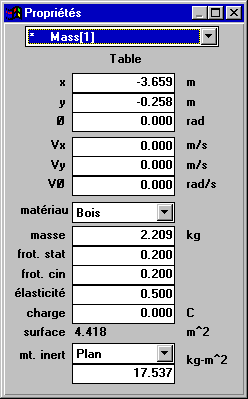 Propriétés
* Mass[1]
Table
x -3.659 m
y -0.258 m
Ø 0.000 rad
Vx 0.000 m/s
Vy 0.000 m/s
VØ 0.000 rad/s
matériau Bois
masse 2.209 kg
frot. stat 0.200
frot. cin 0.200
élasticité 0.500
charge 0.000 C
surface 4.418 m^2
mt. inert Plan kg-m^2
17.537